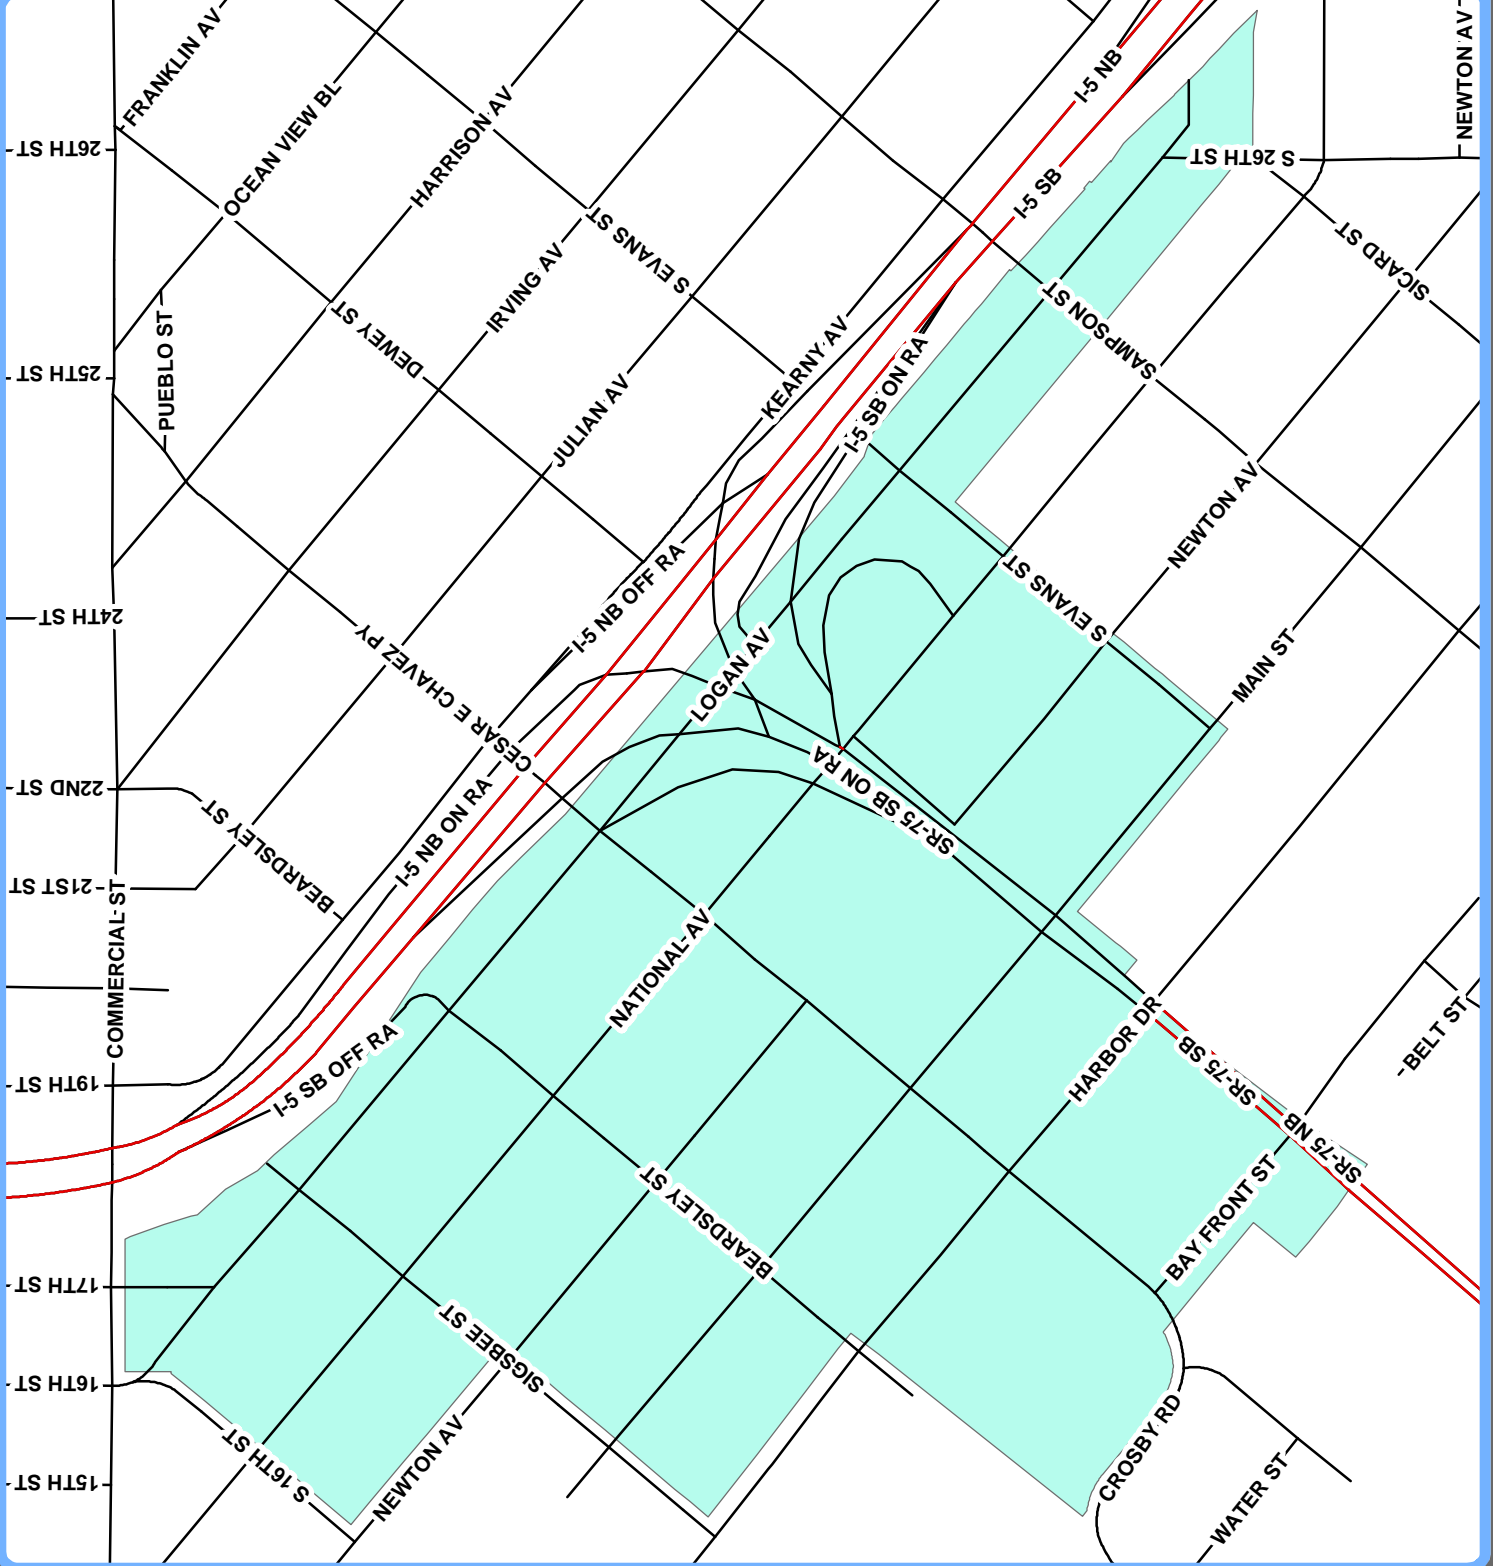 FRANKLIN AV
NEWTON AV
I-5 NB
26TH ST
OCEAN VIEW BL
HARRISON AV
S 26TH ST
I-5 SB
S EVANS ST
SICARD ST
IRVING AV
DEWEY ST
SAMPSON ST
25TH ST
PUEBLO ST
KEARNY AV
I-5 SB ON RA
JULIAN AV
NEWTON AV
I-5 NB OFF RA
S EVANS ST
24TH ST
CESAR E CHAVEZ PY
LOGAN AV
MAIN ST
22ND ST
I-5 NB ON RA
SR-75 SB ON RA
BEARDSLEY ST
21ST ST
COMMERCIAL ST
NATIONAL AV
BELT ST
HARBOR DR
SR-75 SB
I-5 SB OFF RA
19TH ST
SR-75 NB
BEARDSLEY ST
BAY FRONT ST
17TH ST
SIGSBEE ST
16TH ST
S 16TH ST
NEWTON AV
CROSBY RD
WATER ST
15TH ST